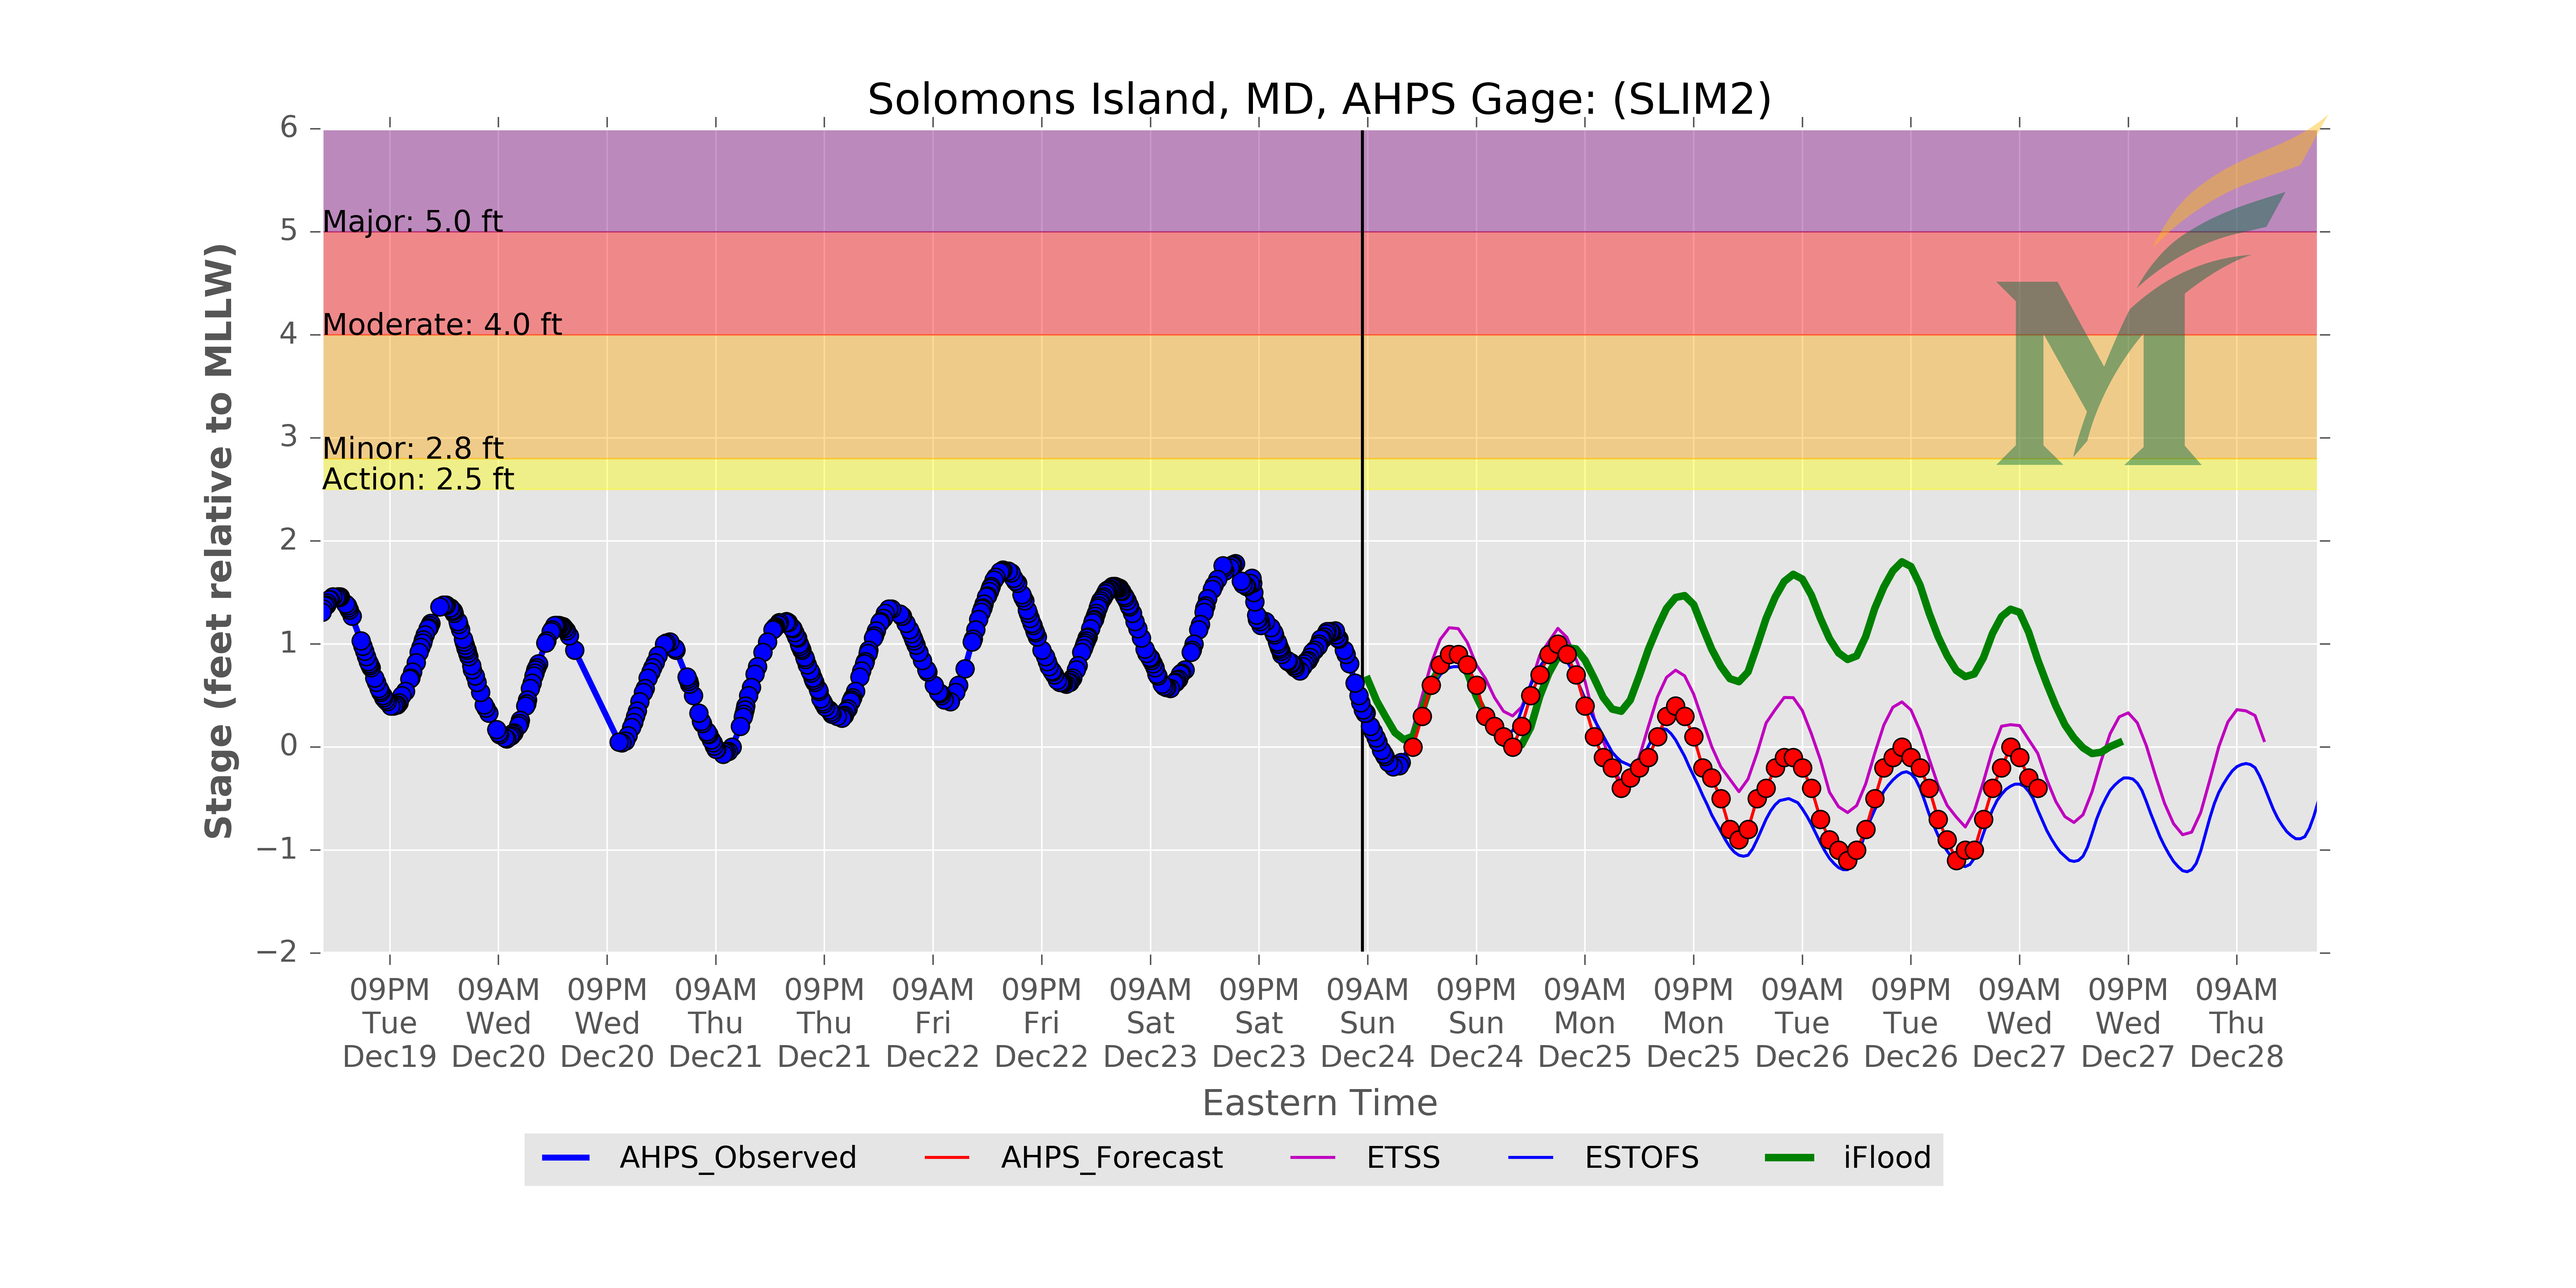 Solomons Island, MD, AHPS Gage: (SLIM2)
Stage (feet relative to MLLW)
6
5
4
3
2
1
0
−1
−2
Major: 5.0 ft
Moderate: 4.0 ft
Minor: 2.8 ft
Action: 2.5 ft
M
09PM 09AM 09PM 09AM 09PM 09AM 09PM 09AM 09PM 09AM 09PM 09AM 09PM 09AM 09PM 09AM 09PM 09AM
Tue Wed Wed Thu Thu Fri Fri Sat Sat Sun Sun Mon Mon Tue Tue Wed Wed Thu
Dec19 Dec20 Dec20 Dec21 Dec21 Dec22 Dec22 Dec23 Dec23 Dec24 Dec24 Dec25 Dec25 Dec26 Dec26 Dec27 Dec27 Dec28
Eastern Time
AHPS_Observed AHPS_Forecast ETSS ESTOFS iFlood